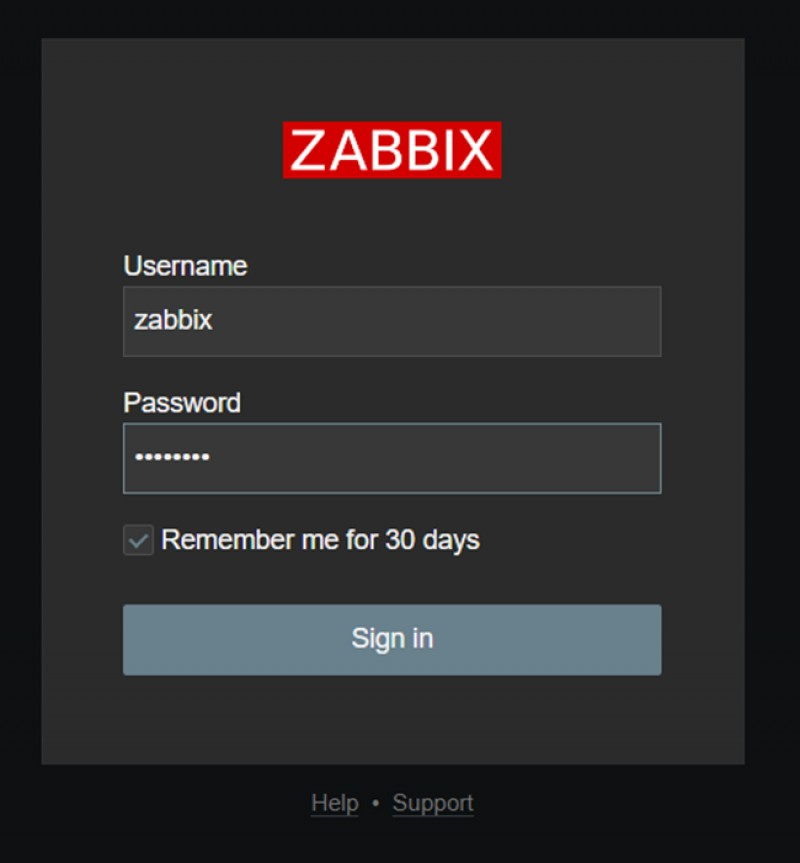 ZABBIX
Username
zabbix
Password
••••••••
Remember me for 30 days
Sign in
Help • Support